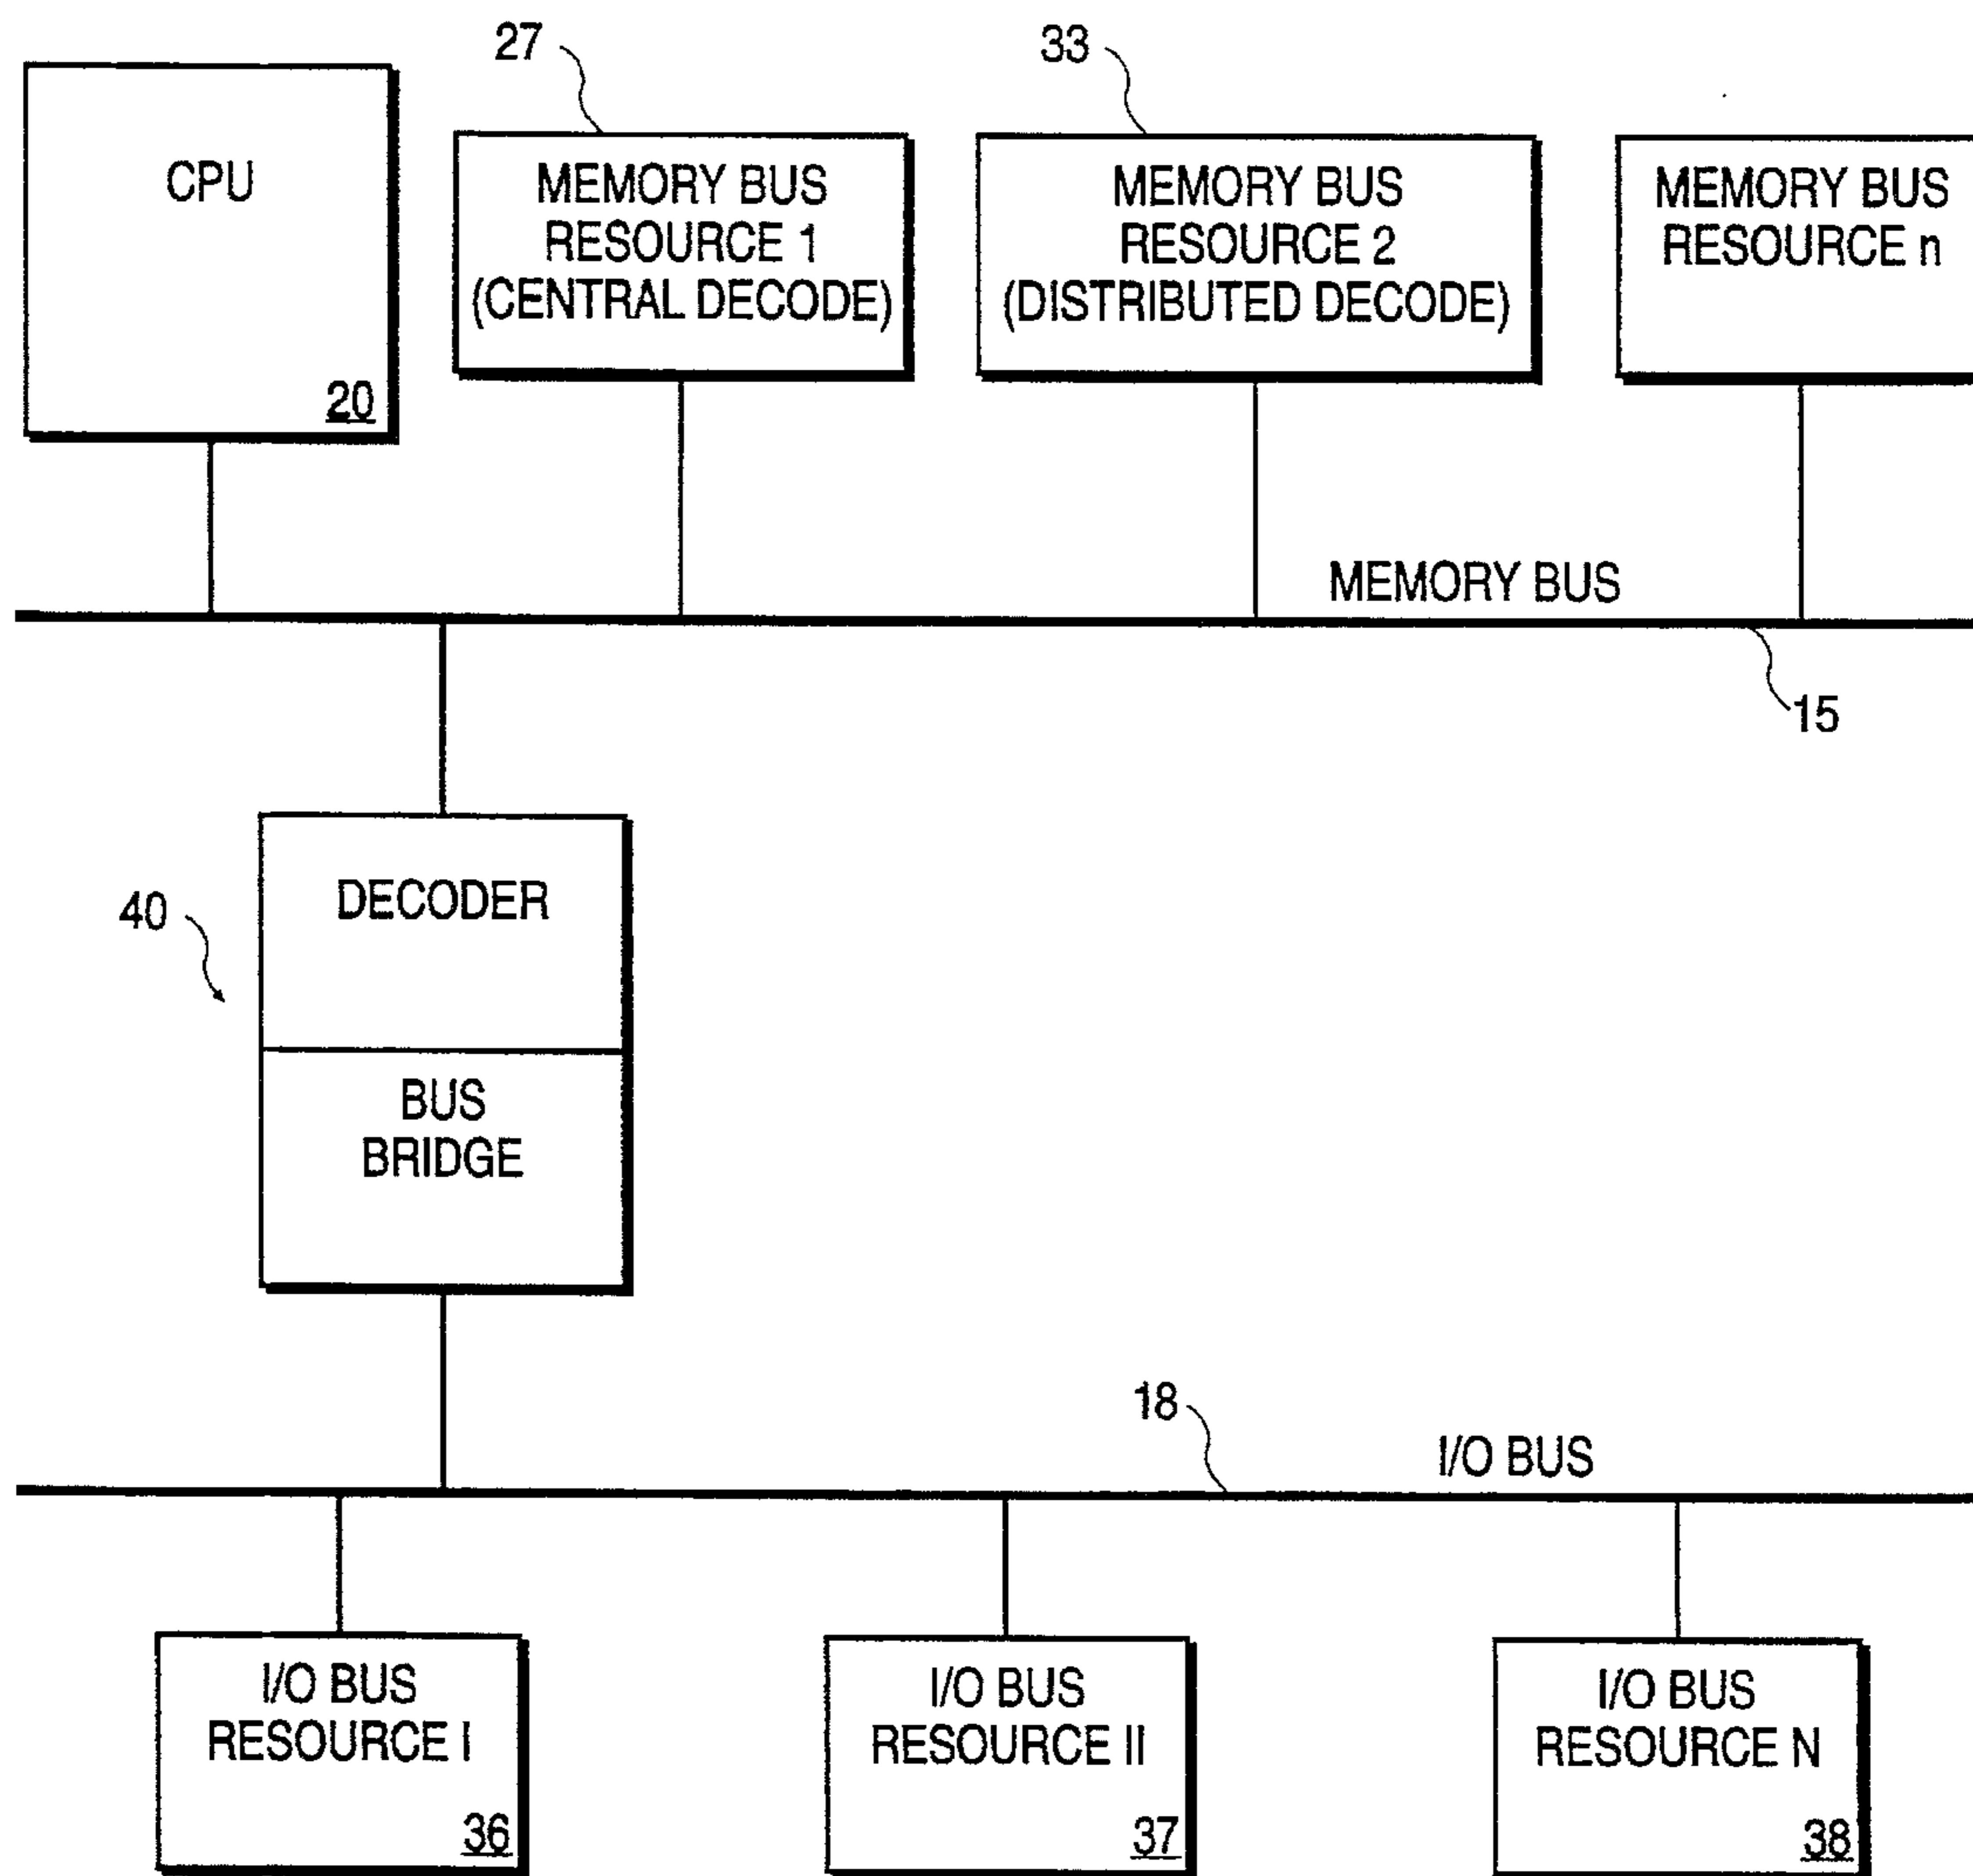 27
33
CPU
20
MEMORY BUS
RESOURCE 1
(CENTRAL DECODE)
MEMORY BUS
RESOURCE 2
(DISTRIBUTED DECODE)
MEMORY BUS
RESOURCE n
MEMORY BUS
15
40
DECODER
BUS
BRIDGE
18
I/O BUS
I/O BUS
RESOURCE I
36
I/O BUS
RESOURCE II
37
I/O BUS
RESOURCE N
38